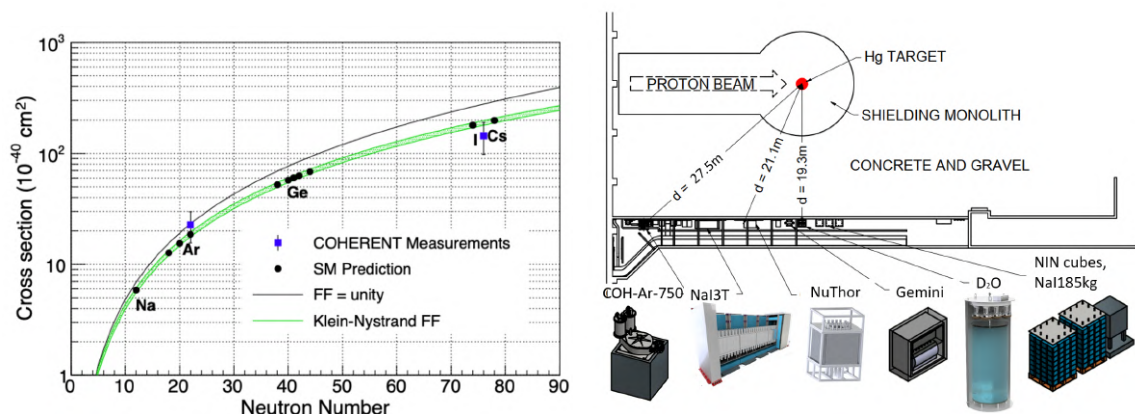 Cross section (10⁻⁴⁰ cm²)
10³
10²
10
1
Na
Ar
Ge
I
Cs
COHERENT Measurements
SM Prediction
FF = unity
Klein-Nystrand FF
0 10 20 30 40 50 60 70 80 90
Neutron Number
Hg TARGET
PROTON BEAM
SHIELDING MONOLITH
CONCRETE AND GRAVEL
d = 27.5m
d = 21.1m
d = 19.3m
NIN cubes,
NaI185kg
COH-Ar-750
NaI3T
NuThor
Gemini
D₂O